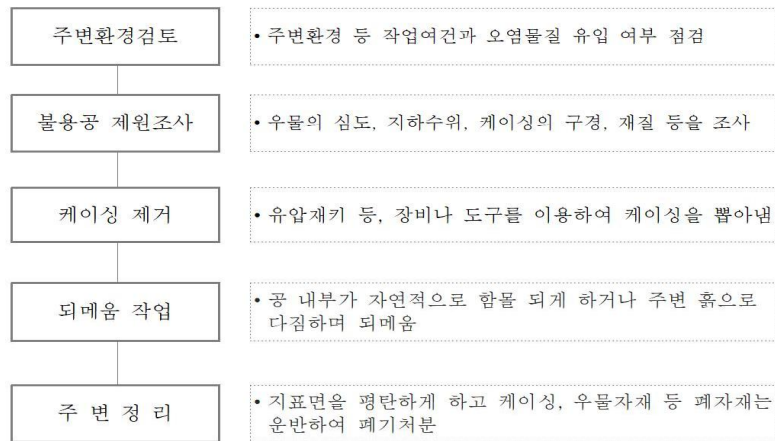 주변환경검토
• 주변환경 등 작업여건과 오염물질 유입 여부 점검
불용공 제원조사
• 우물의 심도, 지하수위, 케이싱의 구경, 재질 등을 조사
케이싱 제거
• 유압재키 등, 장비나 도구를 이용하여 케이싱을 뽑아냄
되메움 작업
• 공 내부가 자연적으로 함몰 되게 하거나 주변 흙으로
다짐하며 되메움
주 변 정 리
• 지표면을 평탄하게 하고 케이싱, 우물자재 등 폐자재는
운반하여 폐기처분